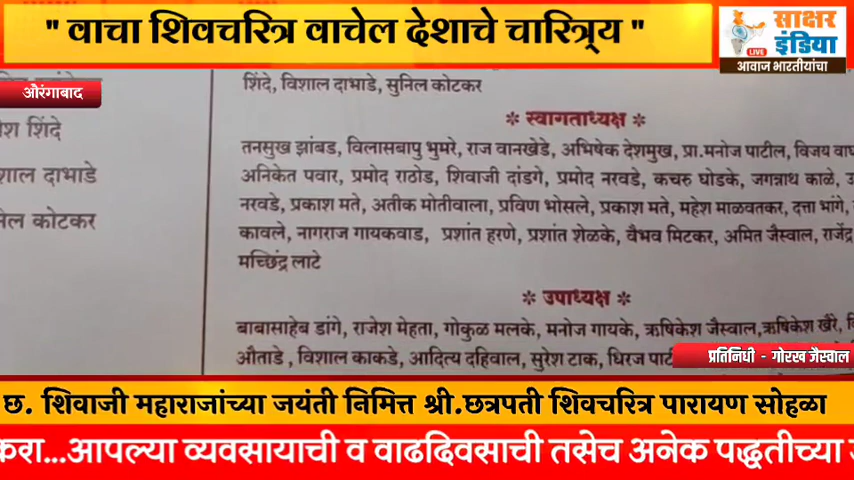 " वाचा शिवचरित्र वाचेल देशाचे चारित्र्य "
साक्षर
इंडिया
LIVE
आवाज भारतीयांचा
औरंगाबाद
शिंदे, विशाल दाभाडे, सुनिल कोटकर
शिंदे
दाभाडे
कोटकर
* स्वागताध्यक्ष *
तनसुख झांबड, विलासबापु भुमरे, राज वानखेडे, अभिषेक देशमुख, प्रा.मनोज पाटील, विजय
अनिकेत पवार, प्रमोद राठोड, शिवाजी दांडगे, प्रमोद नरवडे, कचरु घोडके, जगन्नाथ काळे,
नरवडे, प्रकाश मते, अतीक मोतीवाला, प्रविण भोसले, प्रकाश मते, महेश माळवतकर, दत्ता भांगे,
कावले, नागराज गायकवाड, प्रशांत हरणे, प्रशांत शेळके, वैभव मिटकर, अमित जैस्वाल, राजेंद्र
मच्छिंद्र लाटे
* उपाध्यक्ष *
बाबासाहेब डांगे, राजेश मेहता, गोकुळ मलके, मनोज गायके, ऋषिकेश जैस्वाल,ऋषिकेश खैरे,
औताडे , विशाल काकडे, आदित्य दहिवाल, सुरेश टाक, धिरज
प्रतिनिधी - गोरख जैस्वाल
छ. शिवाजी महाराजांच्या जयंती निमित्त श्री.छत्रपती शिवचरित्र पारायण सोहळा
करा...आपल्या व्यवसायाची व वाढदिवसाची तसेच अनेक पद्धतीच्या